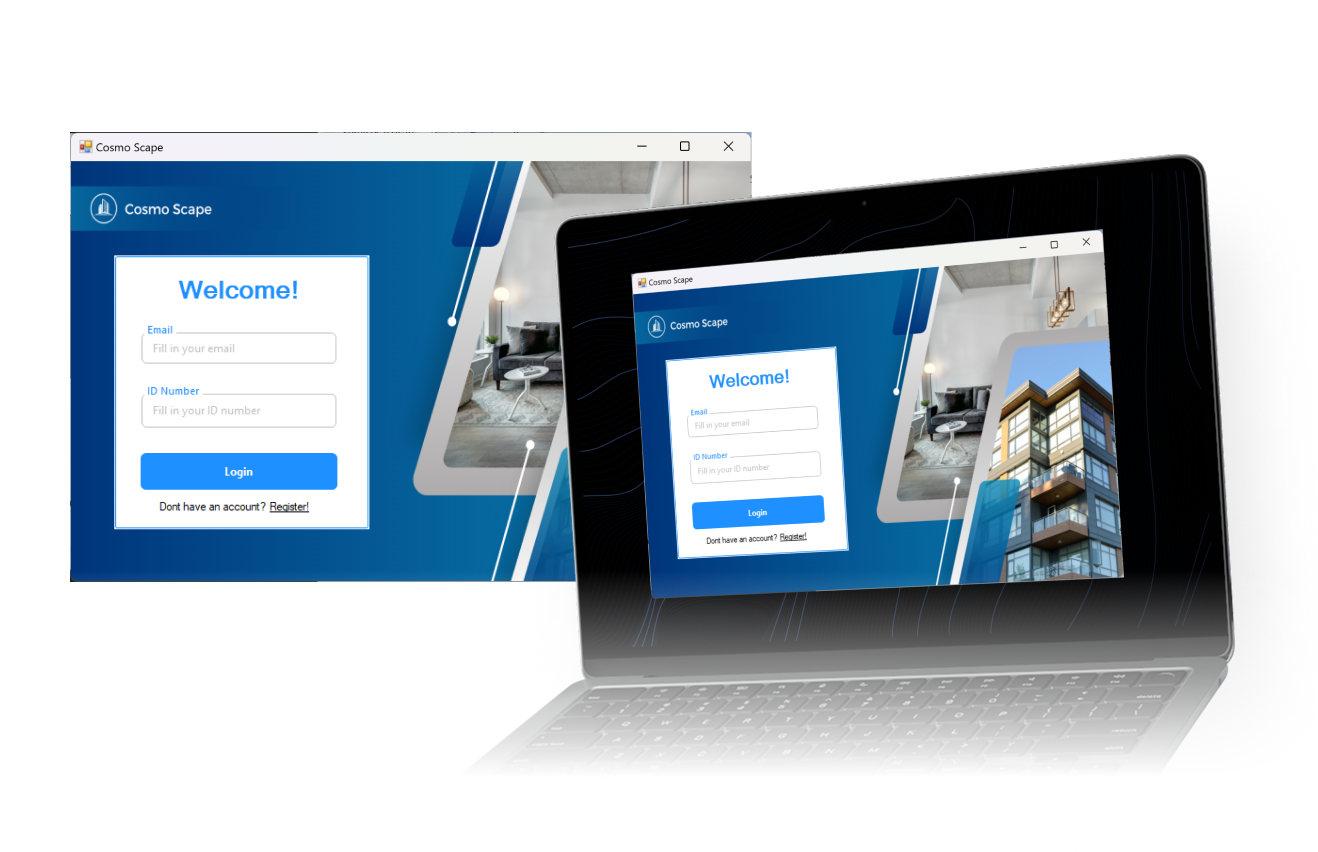 Cosmo Scape
Cosmo Scape
Welcome!
Email
Fill in your email
ID Number
Fill in your ID number
Login
Dont have an account? Register!
Cosmo Scape
Cosmo Scape
Welcome!
Email
Fill in your email
ID Number
Fill in your ID number
Login
Dont have an account? Register!